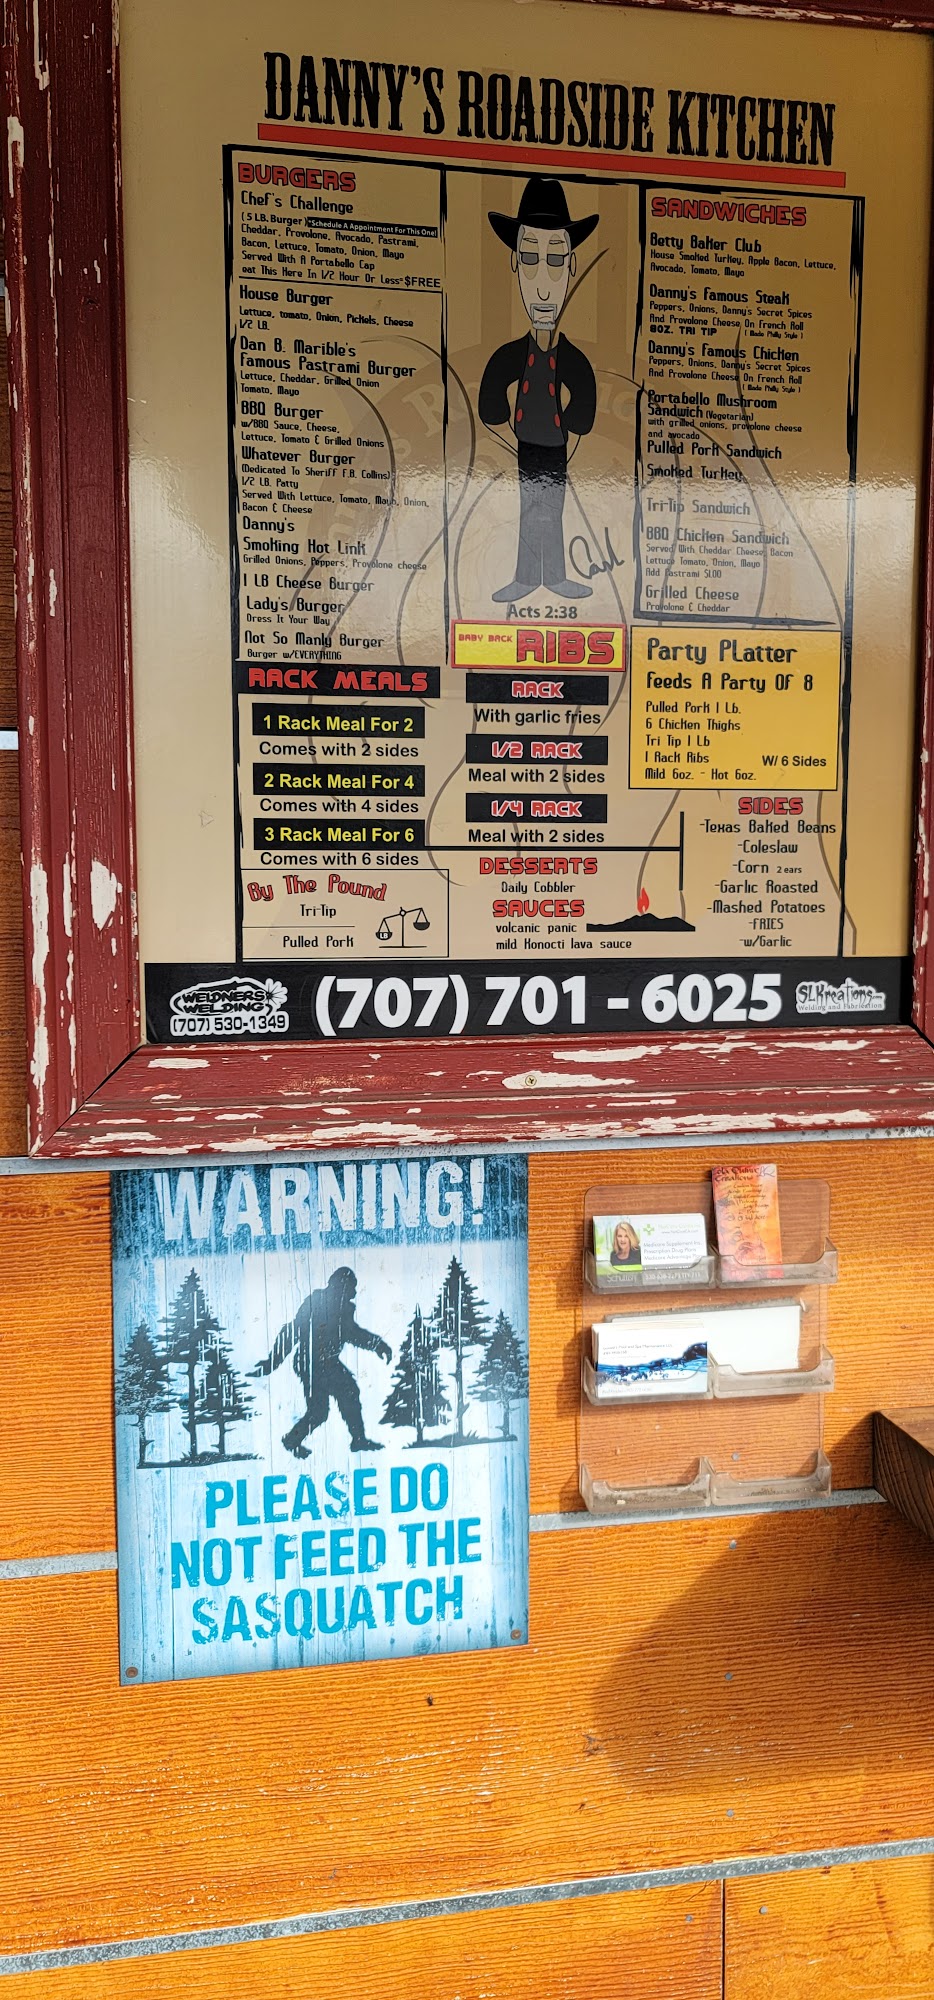 DANNY'S ROADSIDE KITCHEN
BURGERS
Chef's Challenge
( 5 LB. Burger ) *Schedule A Appointment For This One!
Cheddar, Provolone, Avocado, Pastrami,
Bacon, Lettuce, Tomato, Onion, Mayo
Served With A Portabello Cap
eat This Here In 1/2 Hour Or Less= $FREE
House Burger
Lettuce, tomato, Onion, Pickels, Cheese
1/2 LB.
Dan B. Marible's
Famous Pastrami Burger
Lettuce, Cheddar, Grilled Onion
Tomato, Mayo
BBQ Burger
w/BBQ Sauce, Cheese,
Lettuce, Tomato & Grilled Onions
Whatever Burger
(Dedicated To Sheriff F.B. Collins)
1/2 LB. Patty
Served With Lettuce, Tomato, Mayo, Onion,
Bacon & Cheese
Danny's
Smoking Hot Link
Grilled Onions, Peppers, Provolone cheese
1 LB Cheese Burger
Lady's Burger
Dress It Your Way
Not So Manly Burger
Burger w/EVERYTHING
Acts 2:38
SANDWICHES
Betty Baker Club
House Smoked Turkey, Apple Bacon, Lettuce,
Avocado, Tomato, Mayo
Danny's Famous Steak
Peppers, Onions, Danny's Secret Spices
And Provolone Cheese On French Roll
8OZ. TRI TIP ( Made Philly Style )
Danny's Famous Chicken
Peppers, Onions, Danny's Secret Spices
And Provolone Cheese On French Roll
( Made Philly Style )
Portabello Mushroom
Sandwich (Vegetarian)
with grilled onions, provolone cheese
and avocado
Pulled Pork Sandwich
Smoked Turkey
Tri-Tip Sandwich
BBQ Chicken Sandwich
Served With Cheddar Cheese, Bacon
Lettuce Tomato, Onion, Mayo
Add Pastrami $1.00
Grilled Cheese
Provolone & Cheddar
RACK MEALS
1 Rack Meal For 2
Comes with 2 sides
2 Rack Meal For 4
Comes with 4 sides
3 Rack Meal For 6
Comes with 6 sides
BABY BACK RIBS
RACK
With garlic fries
1/2 RACK
Meal with 2 sides
1/4 RACK
Meal with 2 sides
Party Platter
Feeds A Party Of 8
Pulled Pork 1 Lb.
6 Chicken Thighs
Tri Tip 1 Lb
1 Rack Ribs
W/ 6 Sides
Mild 6oz. - Hot 6oz.
By The Pound
Tri-Tip
Pulled Pork
LB
DESSERTS
Daily Cobbler
SAUCES
volcanic panic
mild Konocti lava sauce
SIDES
-Texas Baked Beans
-Coleslaw
-Corn 2 ears
-Garlic Roasted
-Mashed Potatoes
-FRIES
-w/Garlic
WELDNERS
WELDING
(707) 530-1349
(707) 701 - 6025
SLKreations.com
Welding and Fabrication
WARNING!
PLEASE DO
NOT FEED THE
SASQUATCH